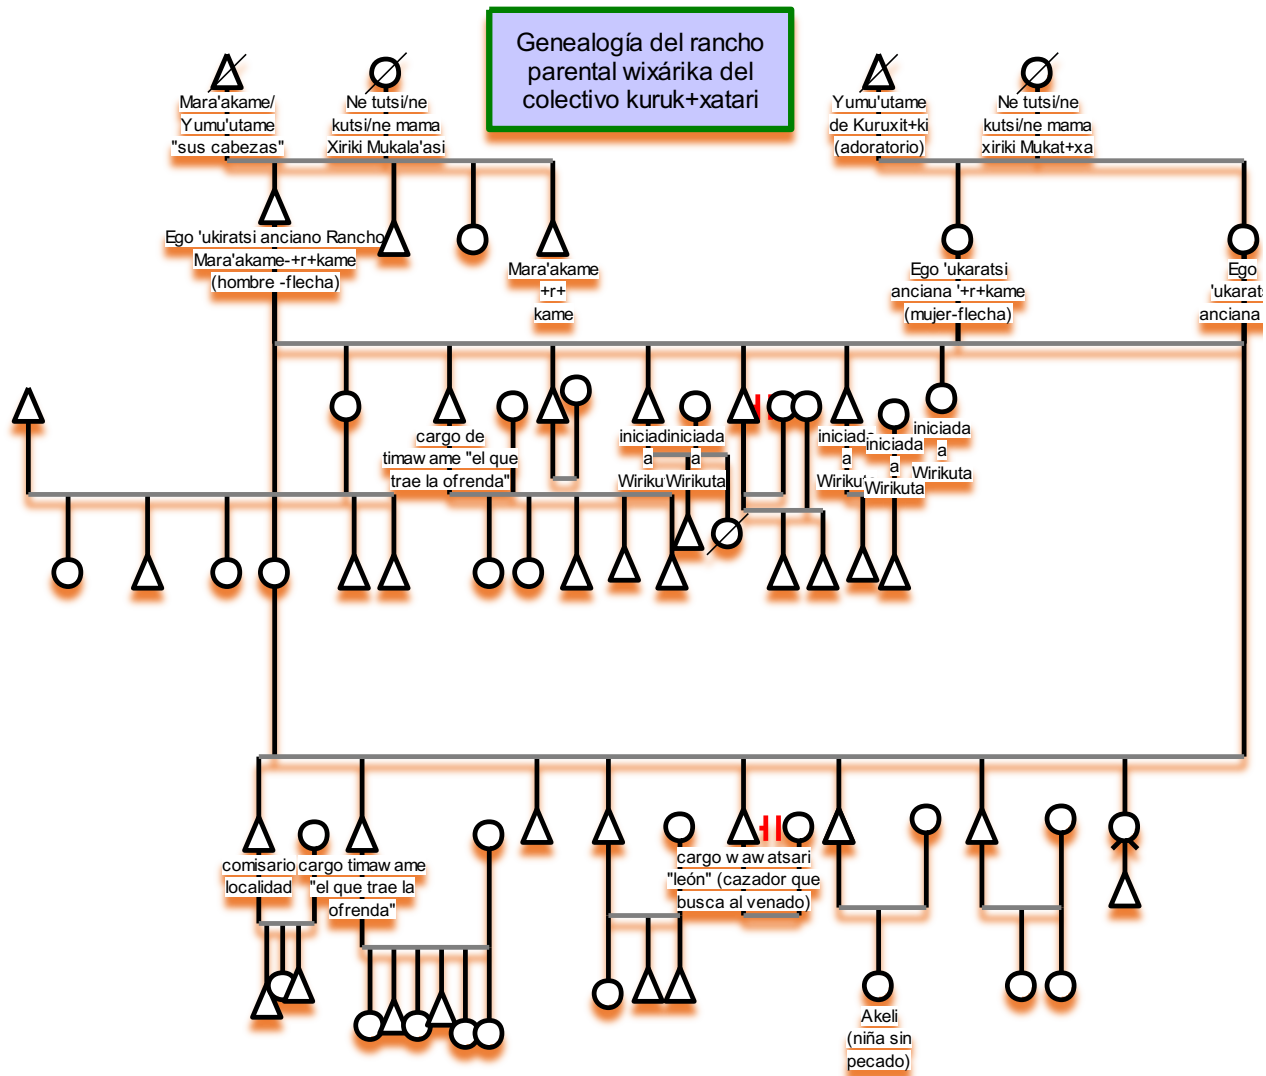 Genealogía del rancho
parental wixárika del
colectivo kuruk+xatari
Mara'akame/
Yumu'utame
"sus cabezas"
Ne tutsi/ne
kutsi/ne mama
Xiriki Mukala'asi
Yumu'utame
de Kuruxit+ki
(adoratorio)
Ne tutsi/ne
kutsi/ne mama
xiriki Mukat+xa
Ego 'ukiratsi anciano Rancho
Mara'akame-+r+kame
(hombre -flecha)
Mara'akame
+r+
kame
Ego 'ukaratsi
anciana '+r+kame
(mujer-flecha)
Ego
'ukarats
anciana
cargo de
timaw ame "el que
trae la ofrenda"
iniciad
a
Wiriku
iniciada
a
Wirikuta
iniciad
a
Wirikuta
iniciada
a
Wirikuta
iniciada
a
Wirikuta
comisario
localidad
cargo timaw ame
"el que trae la
ofrenda"
cargo w aw atsari
"león" (cazador que
busca al venado)
Akeli
(niña sin
pecado)